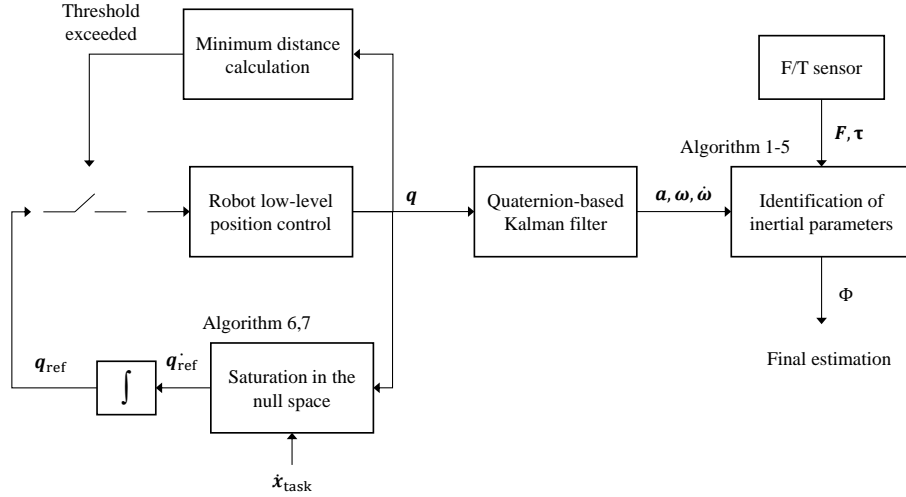 Threshold
exceeded
Minimum distance
calculation
F/T sensor
F, τ
Algorithm 1-5
Robot low-level
position control
q
Quaternion-based
Kalman filter
a, ω, ω̇
Identification of
inertial parameters
Φ
Algorithm 6,7
q_ref
∫
q̇_ref
Saturation in the
null space
Final estimation
ẋ_task